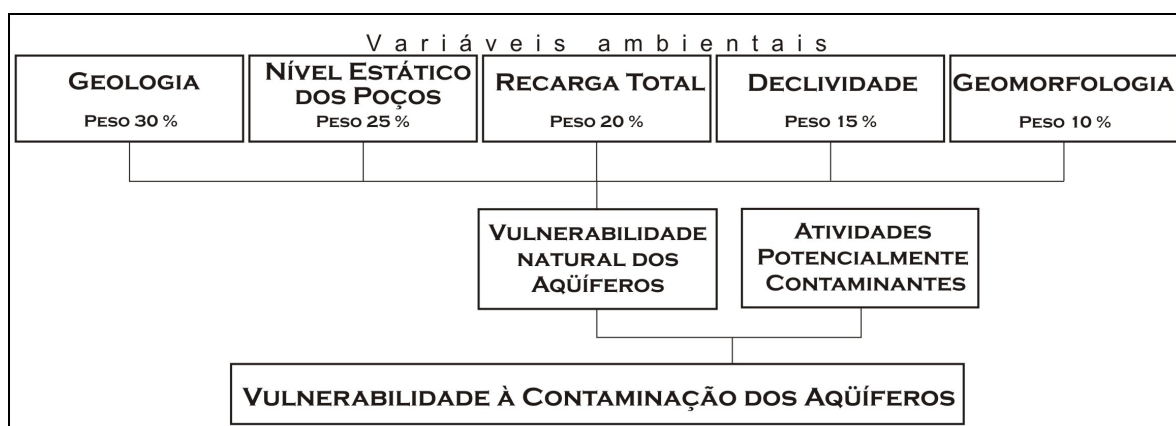 Variáveis ambientais
GEOLOGIA
PESO 30 %
NÍVEL ESTÁTICO
DOS POÇOS
PESO 25 %
RECARGA TOTAL
PESO 20 %
DECLIVIDADE
PESO 15 %
GEOMORFOLOGIA
PESO 10 %
VULNERABILIDADE
NATURAL DOS
AQÜÍFEROS
ATIVIDADES
POTENCIALMENTE
CONTAMINANTES
VULNERABILIDADE À CONTAMINAÇÃO DOS AQÜÍFEROS